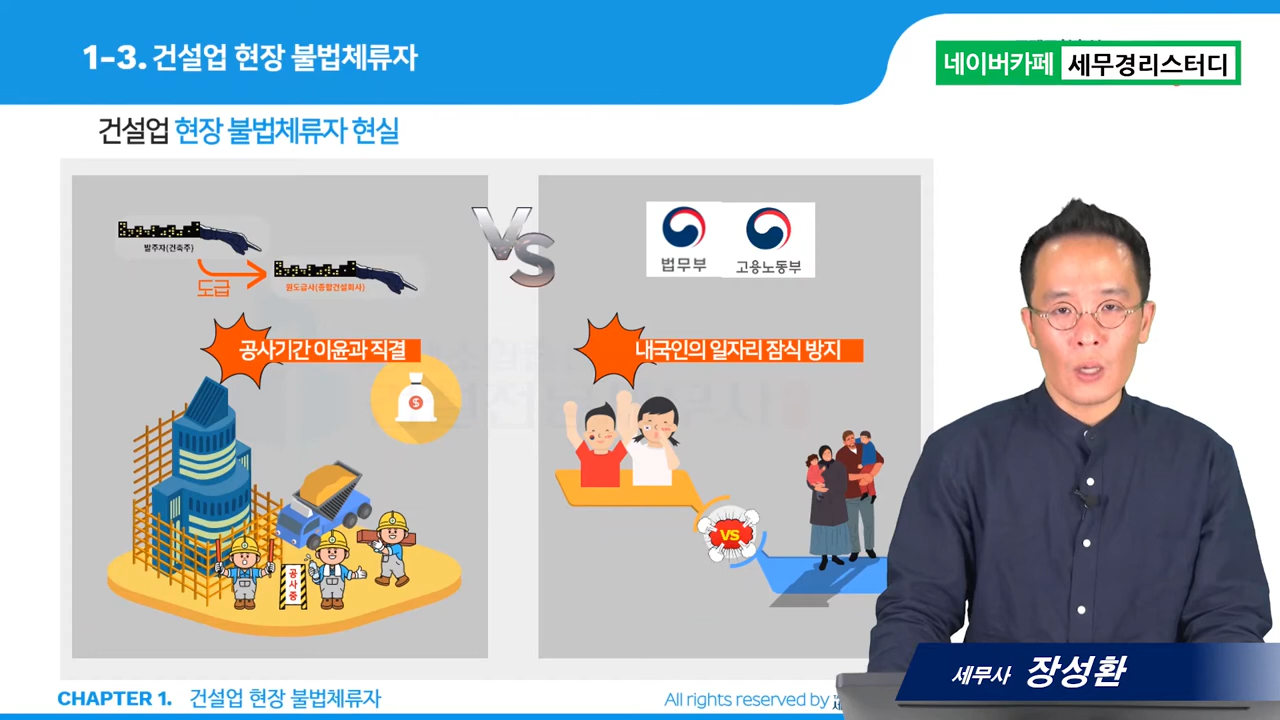 1-3. 건설업 현장 불법체류자
네이버카페 세무경리스터디
건설업 현장 불법체류자 현실
발주자(건축주)
도급
원도급사(종합건설회사)
VS
법무부
고용노동부
공사기간 이윤과 직결
내국인의 일자리 잠식 방지
$
VS
공사중
CHAPTER 1. 건설업 현장 불법체류자
All rights reserved by
세무사 장성환